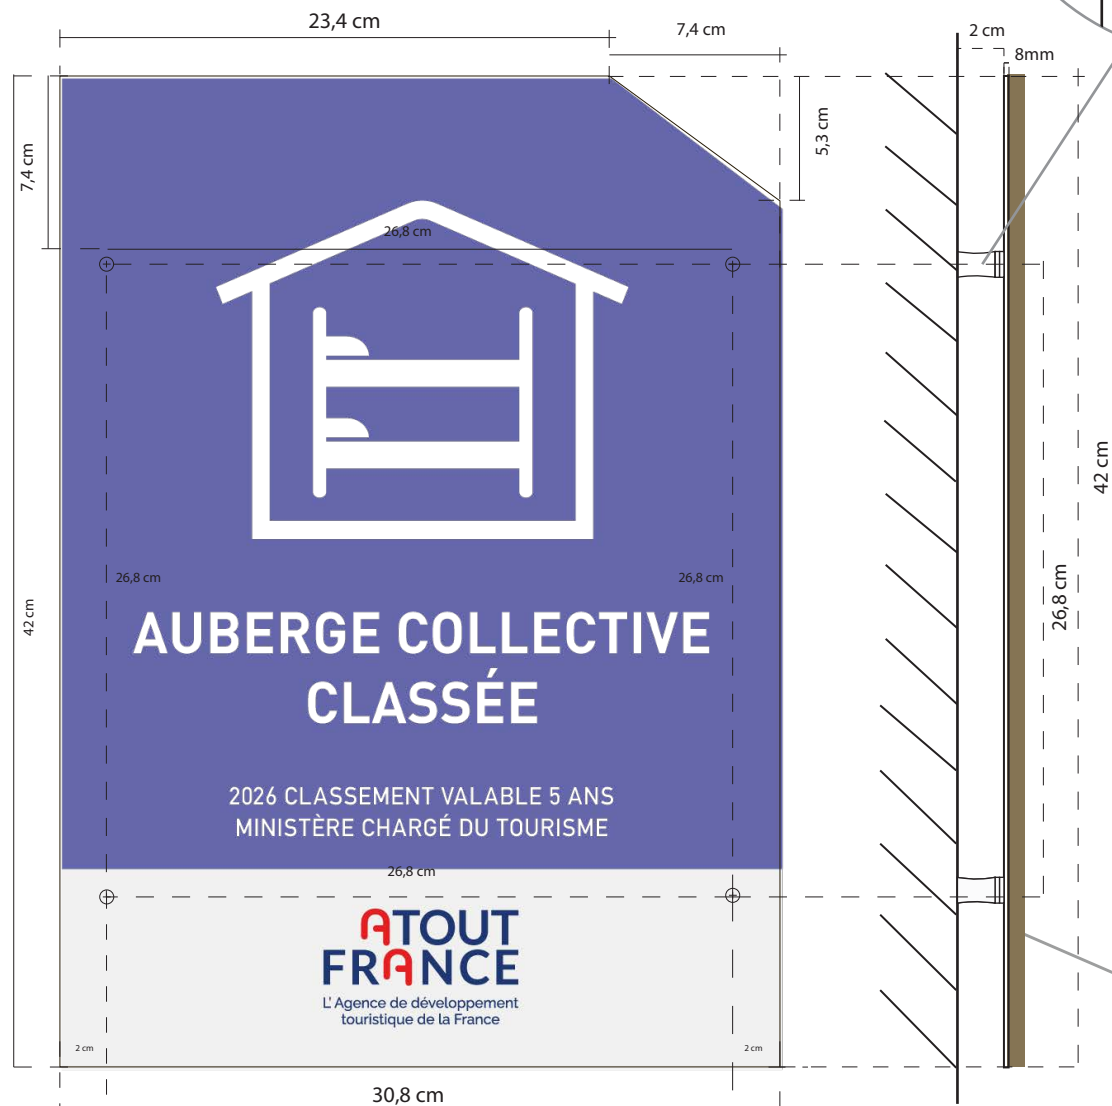 23,4 cm
7,4 cm
2 cm
8mm
5,3 cm
7,4 cm
26,8 cm
42 cm
26,8 cm
26,8 cm
26,8 cm
42 cm
AUBERGE COLLECTIVE
CLASSÉE
2026 CLASSEMENT VALABLE 5 ANS
MINISTÈRE CHARGÉ DU TOURISME
26,8 cm
ATOUT
FRANCE
L'Agence de développement
touristique de la France
2 cm
2 cm
30,8 cm